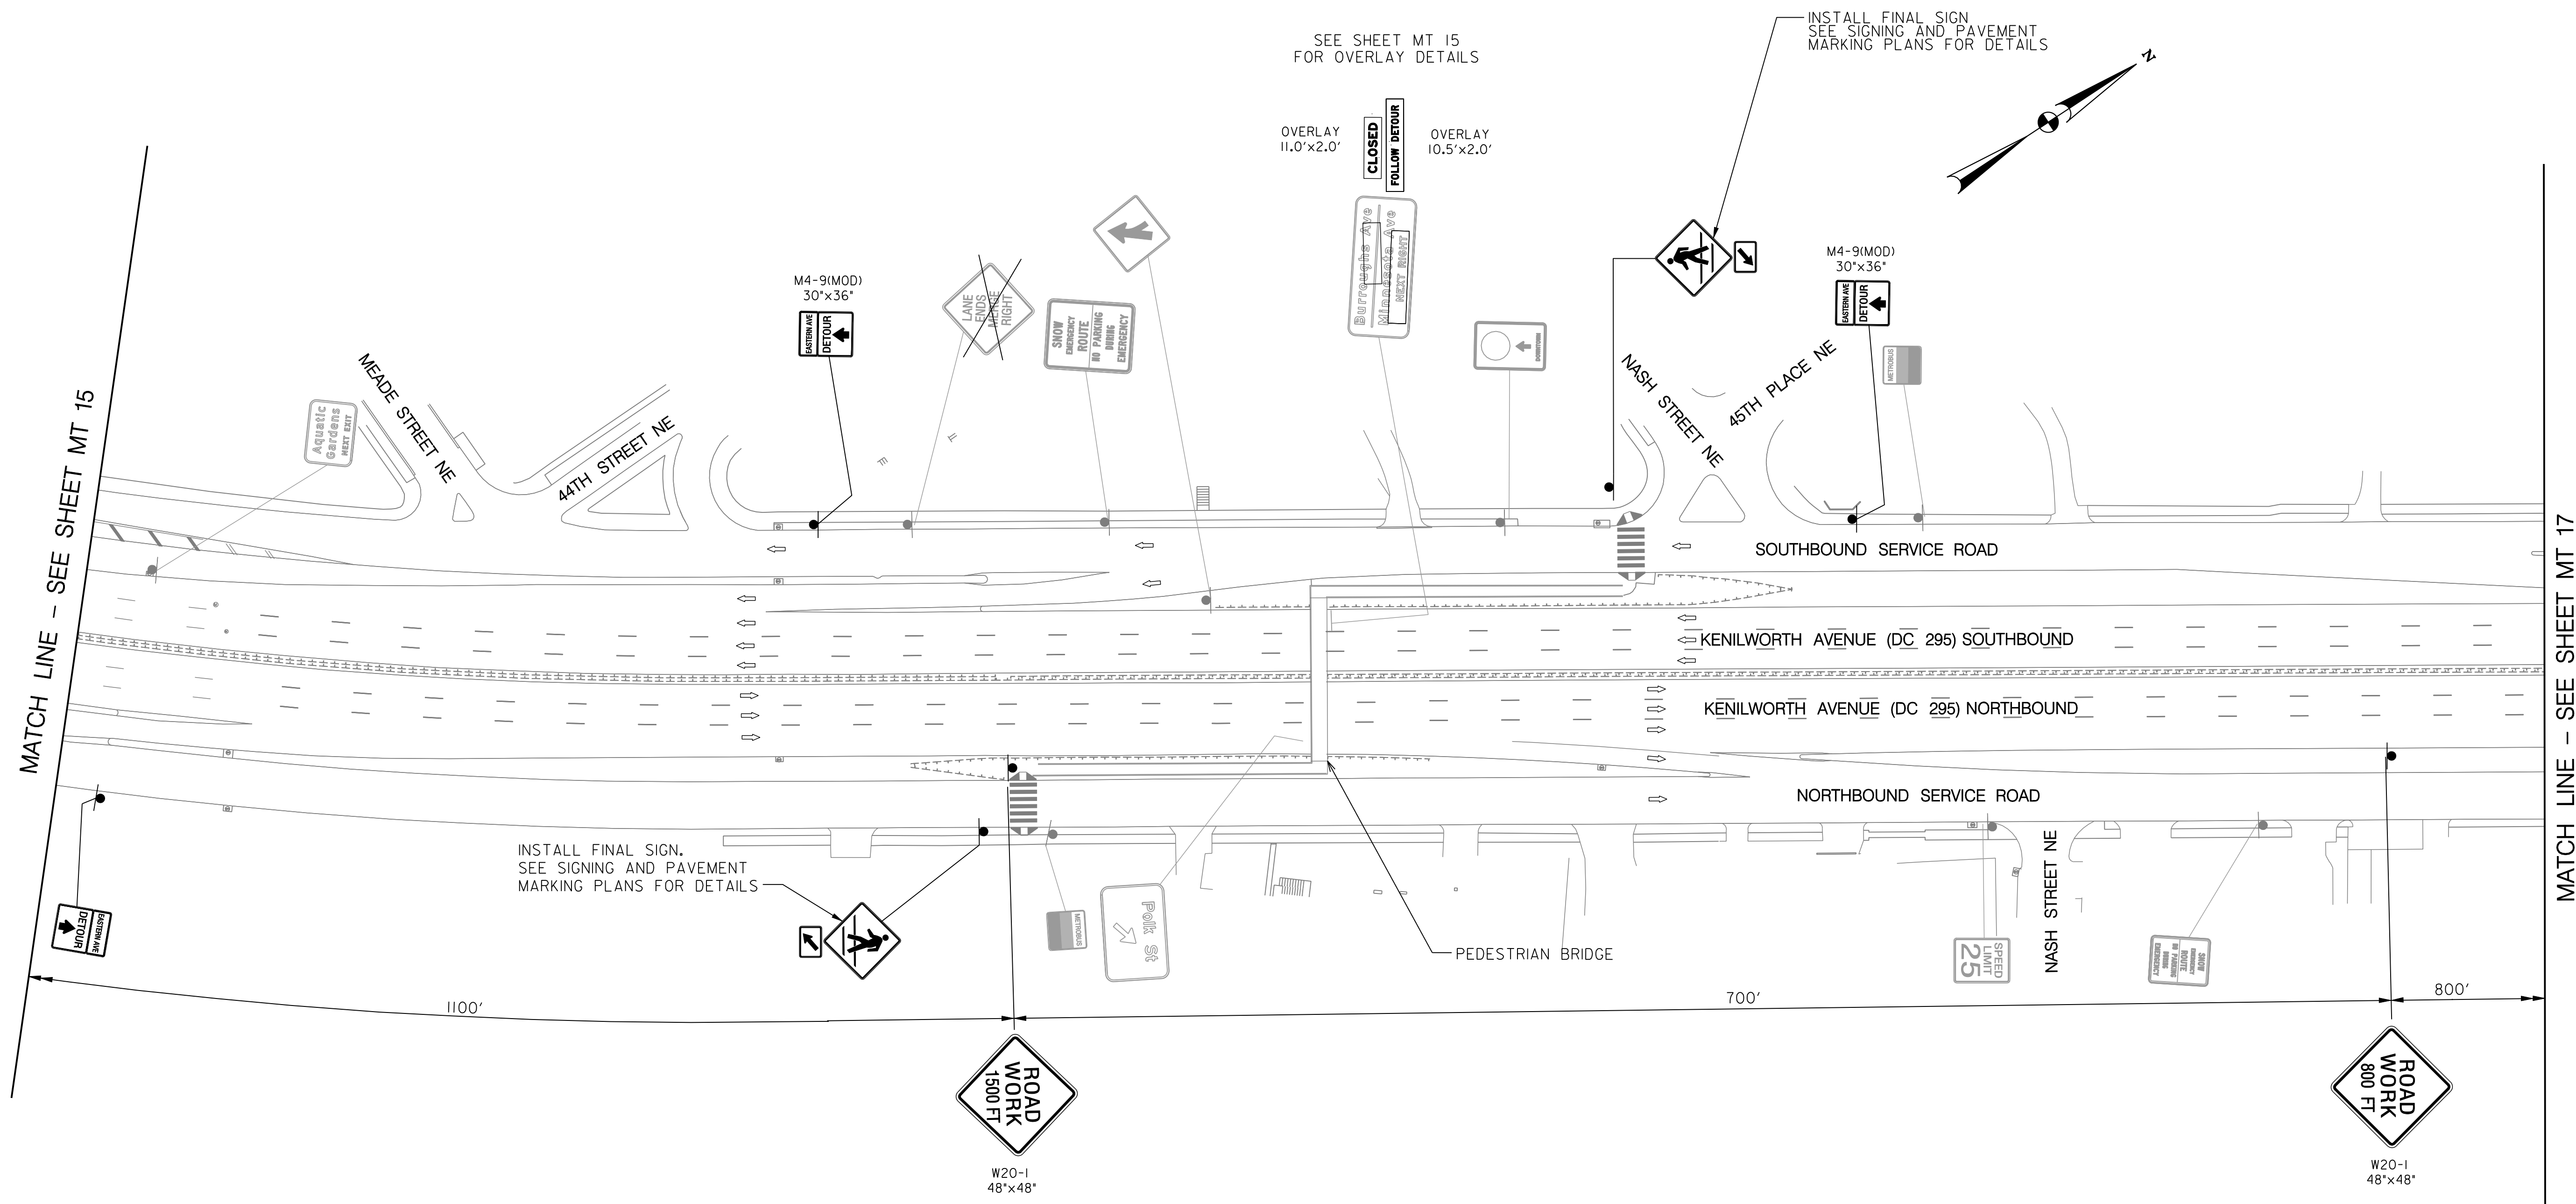 INSTALL FINAL SIGN
SEE SIGNING AND PAVEMENT
MARKING PLANS FOR DETAILS
SEE SHEET MT 15
FOR OVERLAY DETAILS
N
OVERLAY
11.0'x2.0'
CLOSED
FOLLOW DETOUR
OVERLAY
10.5'x2.0'
Burroughs Ave
Minnesota Ave
NEXT RIGHT
M4-9(MOD)
30"x36"
EASTERN AVE
DETOUR
LANE
ENDS
MERGE
RIGHT
SNOW
EMERGENCY
ROUTE
NO PARKING
DURING
EMERGENCY
DOWNTOWN
M4-9(MOD)
30"x36"
EASTERN AVE
DETOUR
METROBUS
MATCH LINE - SEE SHEET MT 15
Aquatic
Gardens
NEXT EXIT
MEADE STREET NE
44TH STREET NE
NASH STREET NE
45TH PLACE NE
SOUTHBOUND SERVICE ROAD
KENILWORTH AVENUE (DC 295) SOUTHBOUND
KENILWORTH AVENUE (DC 295) NORTHBOUND
NORTHBOUND SERVICE ROAD
MATCH LINE - SEE SHEET MT 17
EASTERN AVE
DETOUR
INSTALL FINAL SIGN.
SEE SIGNING AND PAVEMENT
MARKING PLANS FOR DETAILS
METROBUS
Polk St
PEDESTRIAN BRIDGE
SPEED
LIMIT
25
NASH STREET NE
SNOW
EMERGENCY
ROUTE
NO PARKING
DURING
EMERGENCY
1100'
700'
800'
ROAD
WORK
1500 FT
W20-1
48"x48"
ROAD
WORK
800 FT
W20-1
48"x48"